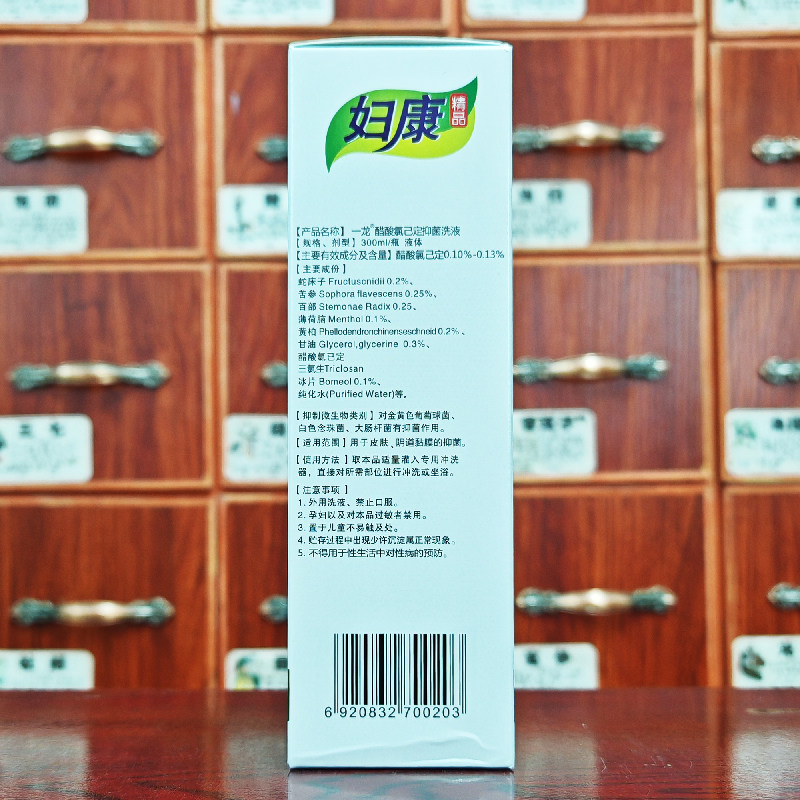 妇康
精品
【产品名称】 一龙®醋酸氯己定抑菌洗液
【规格、剂型】300ml/瓶 液体
【主要有效成分及含量】醋酸氯己定0.10%-0.13%
【主要成份】
蛇床子 Fructusonidii 0.2%、
苦参 Sophora flavescens 0.25%、
百部 Stemonae Radix 0.25、
薄荷脑 Menthol 0.1%、
黄柏 Phellodendronchinenseschneid 0.2% 、
甘油 Glycerol,glycerine 0.3%、
醋酸氯己定
三氯生Triclosan
冰片 Borneol 0.1%、
纯化水(Purified Water)等。
【抑制微生物类别】对金黄色葡萄球菌、
白色念珠菌、大肠杆菌有抑菌作用。
【适用范围】用于皮肤、阴道黏膜的抑菌。
【使用方法】取本品适量灌入专用冲洗
器，直接对所需部位进行冲洗或坐浴。
【注意事项】
1. 外用洗液、禁止口服。
2. 孕妇以及对本品过敏者禁用。
3. 置于儿童不易触及处。
4. 贮存过程中出现少许沉淀属正常现象。
5. 不得用于性生活中对性病的预防。
6 920832 700203